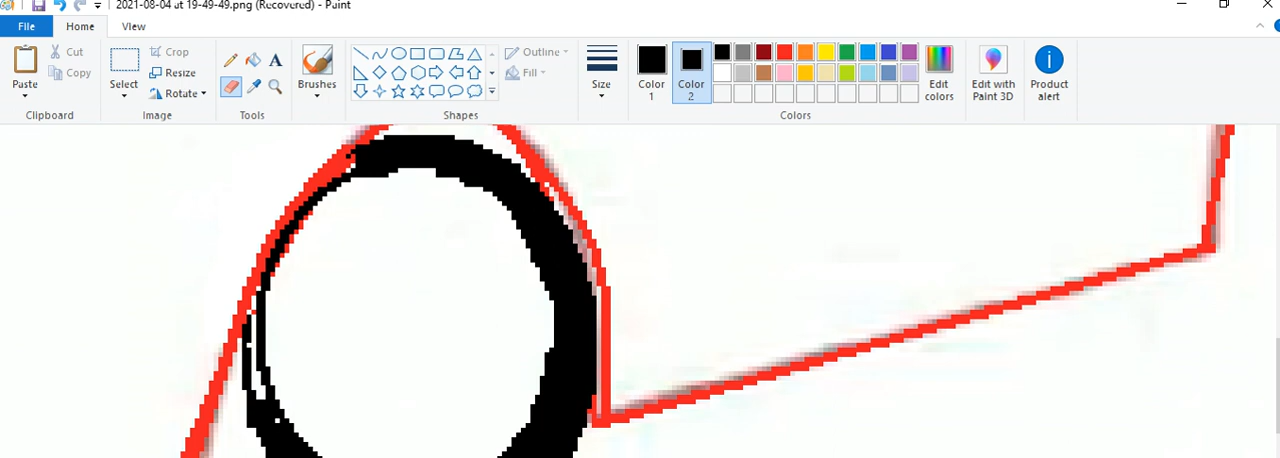 2021-08-04 at 19-49-49.png (Recovered) - Paint
File Home View
Paste
Cut
Copy
Clipboard
Select
Crop
Resize
Rotate
Image
A
Tools
Brushes
Outline
Fill
Shapes
Size
Color 1
Color 2
Edit colors
Colors
Edit with Paint 3D
Product alert